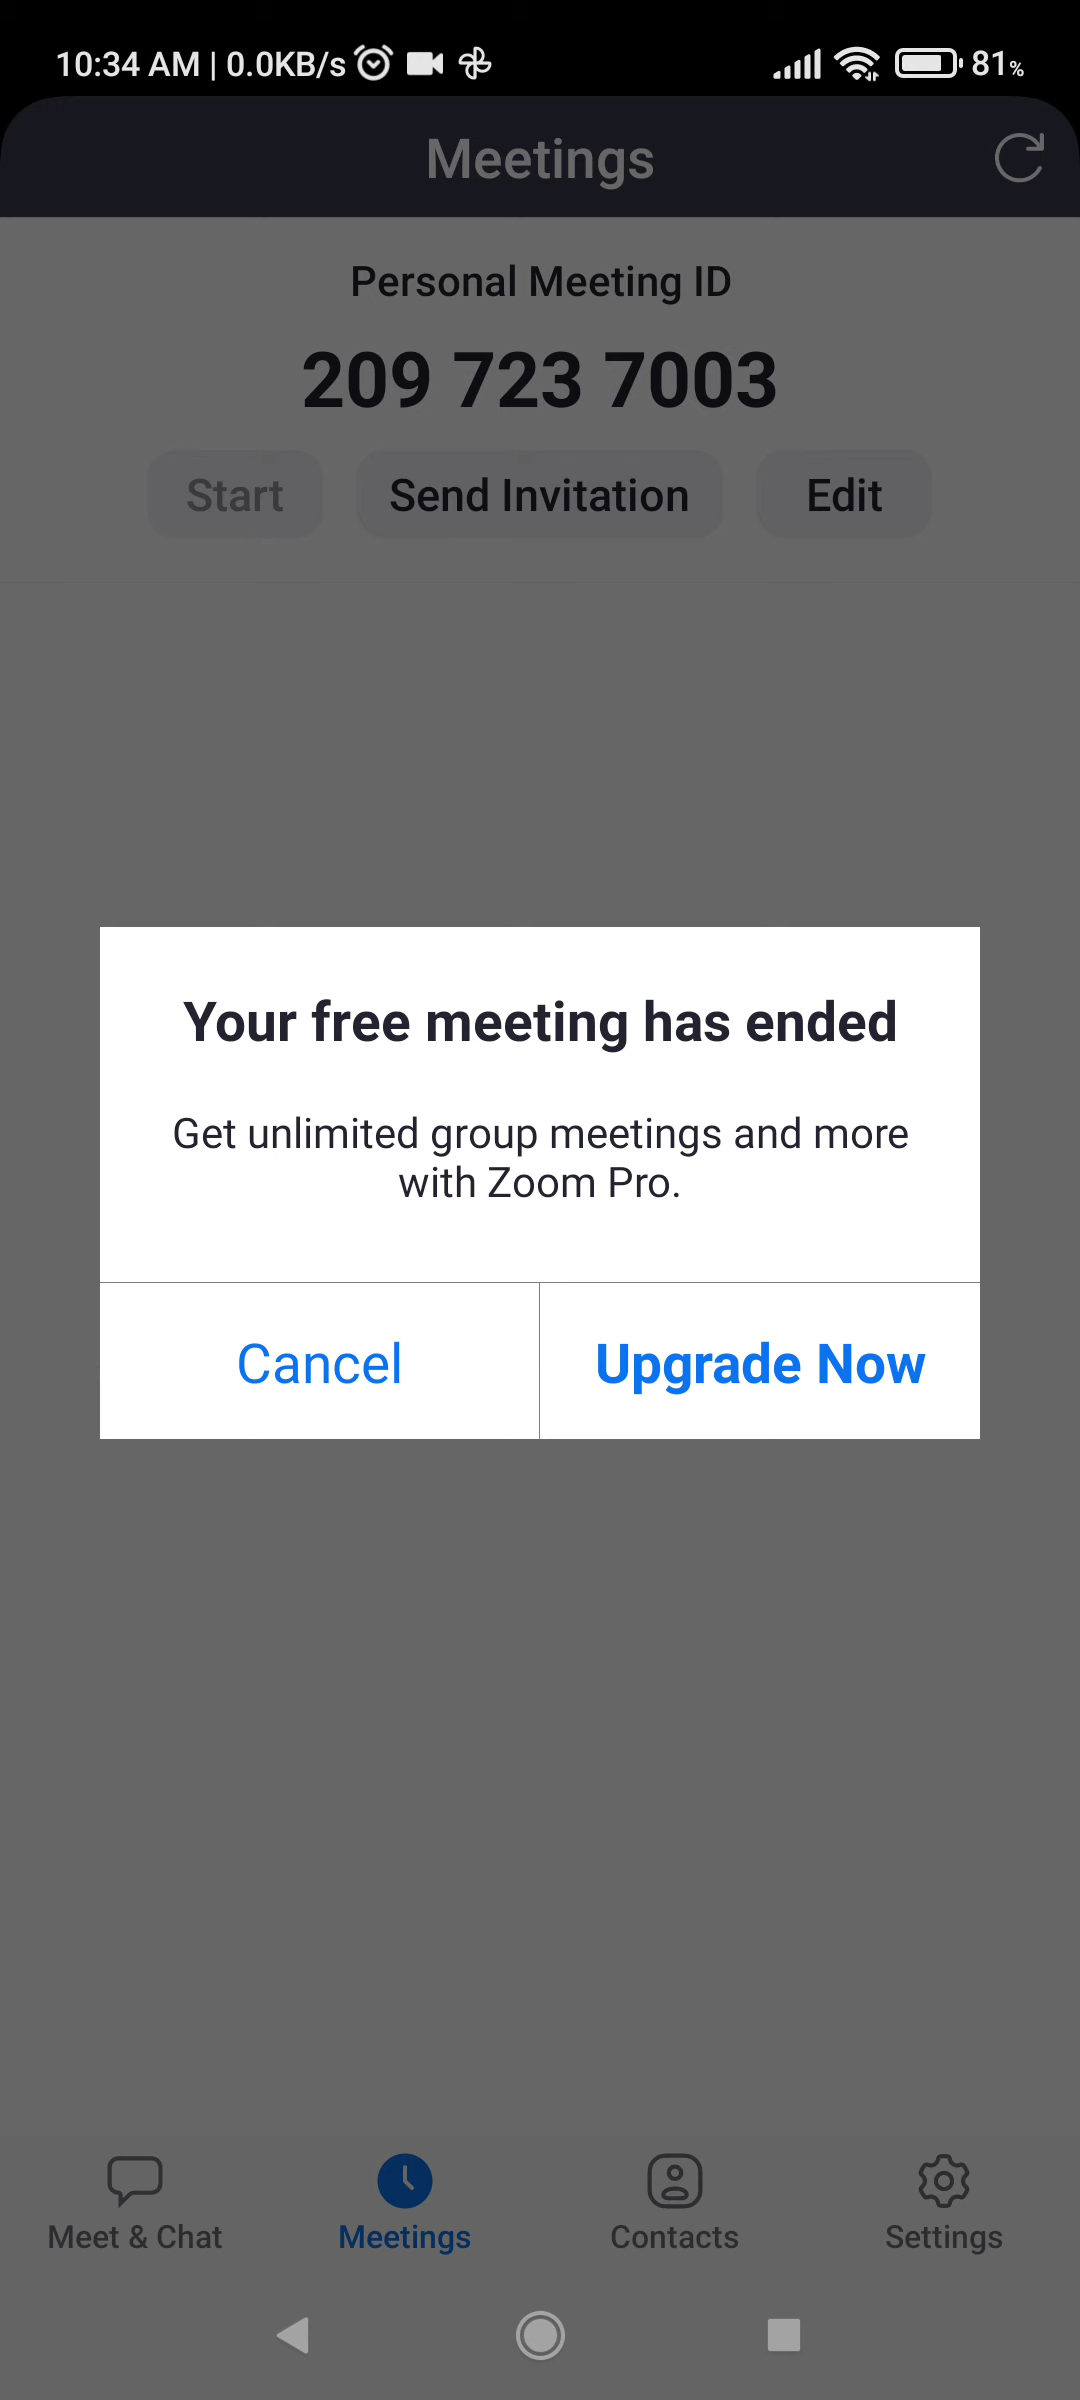 10:34 AM | 0.0KB/s 81%
Meetings
Personal Meeting ID
209 723 7003
Start Send Invitation Edit
Your free meeting has ended
Get unlimited group meetings and more
with Zoom Pro.
Cancel Upgrade Now
Meet & Chat Meetings Contacts Settings